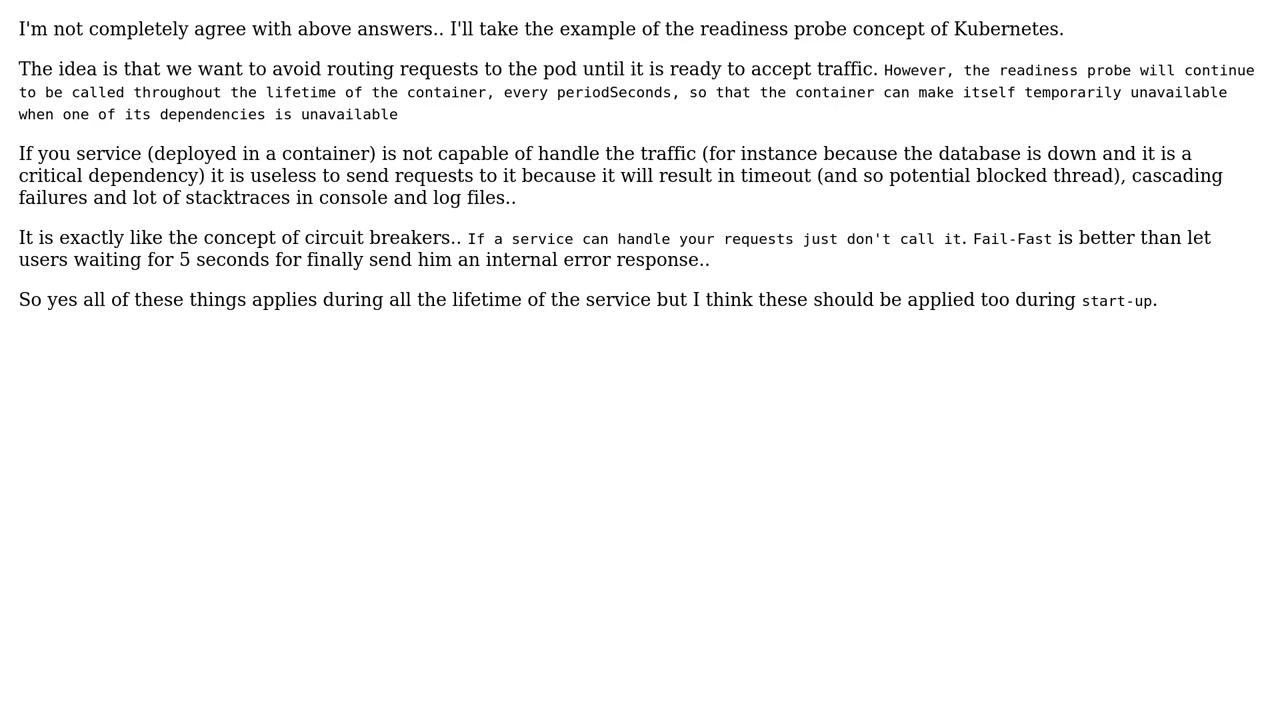 I'm not completely agree with above answers.. I'll take the example of the readiness probe concept of Kubernetes.
The idea is that we want to avoid routing requests to the pod until it is ready to accept traffic. However, the readiness probe will continue
to be called throughout the lifetime of the container, every periodSeconds, so that the container can make itself temporarily unavailable
when one of its dependencies is unavailable
If you service (deployed in a container) is not capable of handle the traffic (for instance because the database is down and it is a
critical dependency) it is useless to send requests to it because it will result in timeout (and so potential blocked thread), cascading
failures and lot of stacktraces in console and log files..
It is exactly like the concept of circuit breakers.. If a service can handle your requests just don't call it. Fail-Fast is better than let
users waiting for 5 seconds for finally send him an internal error response..
So yes all of these things applies during all the lifetime of the service but I think these should be applied too during start-up.